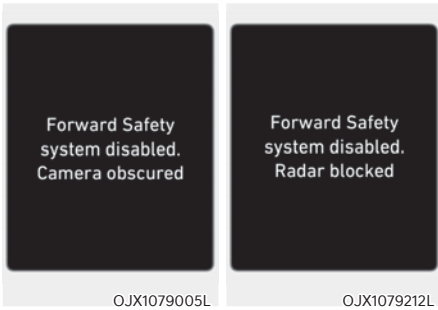 Forward Safety
system disabled.
Camera obscured
OJX1079005L
Forward Safety
system disabled.
Radar blocked
OJX1079212L